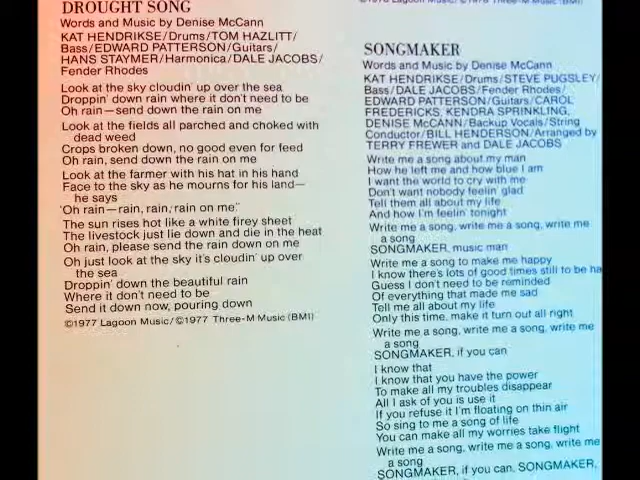 DROUGHT SONG
Words and Music by Denise McCann
KAT HENDRIKSE/Drums/TOM HAZLITT/
Bass/EDWARD PATTERSON/Guitars/
HANS STAYMER/Harmonica/DALE JACOBS/
Fender Rhodes
Look at the sky cloudin' up over the sea
Droppin' down rain where it don't need to be
Oh rain—send down the rain on me
Look at the fields all parched and choked with
dead weed
Crops broken down, no good even for feed
Oh rain, send down the rain on me
Look at the farmer with his hat in his hand
Face to the sky as he mourns for his land—
he says
"Oh rain—rain, rain, rain on me."
The sun rises hot like a white firey sheet
The livestock just lie down and die in the heat
Oh rain, please send the rain down on me
Oh just look at the sky it's cloudin' up over
the sea
Droppin' down the beautiful rain
Where it don't need to be
Send it down now, pouring down
©1977 Lagoon Music/©1977 Three-M Music (BMI)
©1976 Lagoon Music/©1976 Three-M Music (BMI)
SONGMAKER
Words and Music by Denise McCann
KAT HENDRIKSE/Drums/STEVE PUGSLEY/
Bass/DALE JACOBS/Fender Rhodes/
EDWARD PATTERSON/Guitars/CAROL
FREDERICKS, KENDRA SPRINKLING,
DENISE McCANN/Backup Vocals/String
Conductor/BILL HENDERSON/Arranged by
TERRY FREWER and DALE JACOBS
Write me a song about my man
How he left me and how blue I am
I want the world to cry with me
Don't want nobody feelin' glad
Tell them all about my life
And how I'm feelin' tonight
Write me a song, write me a song, write me
a song
SONGMAKER, music man
Write me a song to make me happy
I know there's lots of good times still to be ha
Guess I don't need to be reminded
Of everything that made me sad
Tell me all about my life
Only this time, make it turn out all right
Write me a song, write me a song, write me
a song
SONGMAKER, if you can
I know that
I know that you have the power
To make all my troubles disappear
All I ask of you is use it
If you refuse it I'm floating on thin air
So sing to me a song of life
You can make all my worries take flight
Write me a song, write me a song, write me
a song
SONGMAKER, if you can, SONGMAKER,